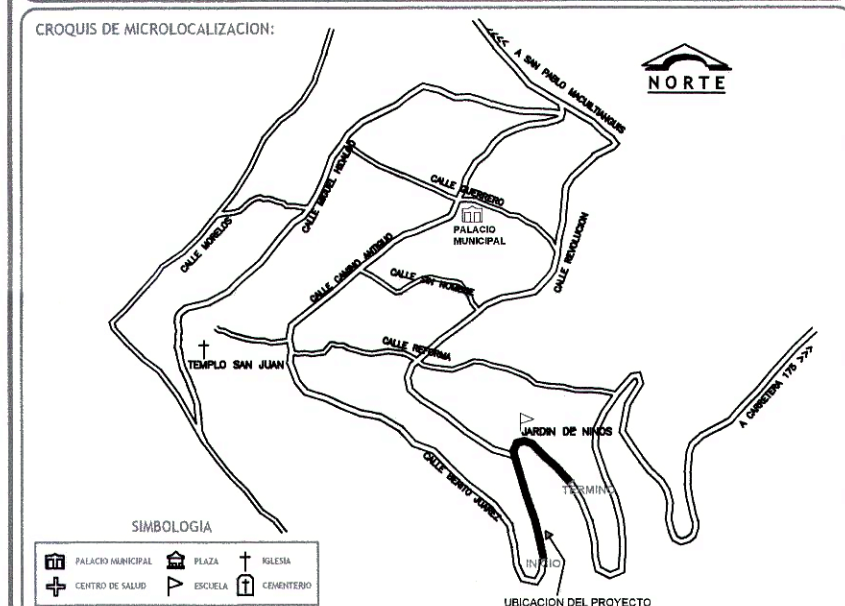 CROQUIS DE MICROLOCALIZACION:
<<<< A SAN PABLO MACUILTIANGUIS
NORTE
CALLE MIGUEL HIDALGO
CALLE GUERRERO
CALLE MORELOS
PALACIO
MUNICIPAL
CALLE REVOLUCION
CALLE CAMINO ANTIGUO
CALLE SIN NOMBRE
CALLE REFORMA
TEMPLO SAN JUAN
A CARRETERA 175 >>>
JARDIN DE NIÑOS
CALLE BENITO JUAREZ
TERMINO
INICIO
UBICACION DEL PROYECTO
SIMBOLOGIA
PALACIO MUNICIPAL
PLAZA
IGLESIA
CENTRO DE SALUD
ESCUELA
CEMENTERIO